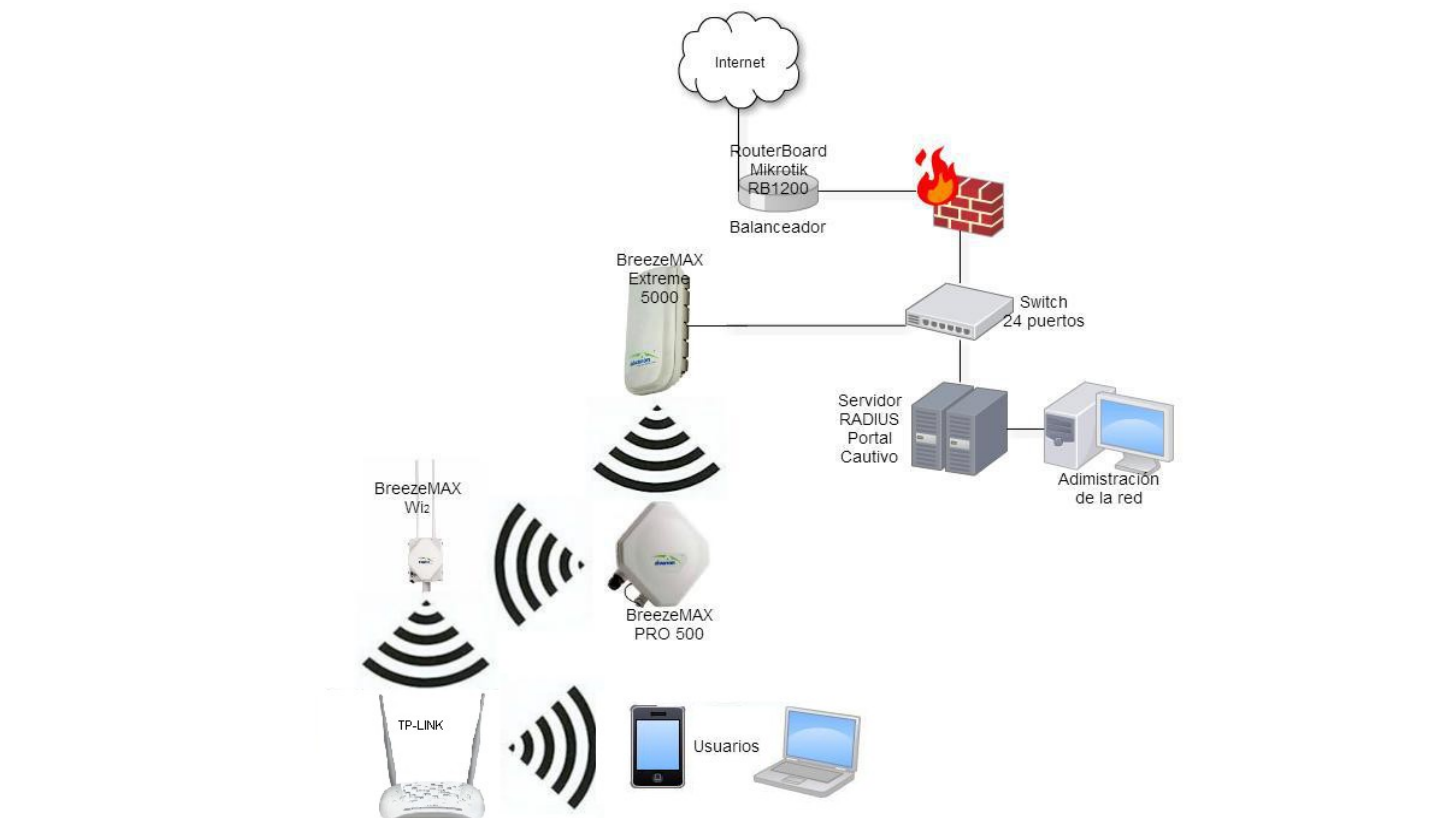 Internet
RouterBoard
Mikrotik
RB1200
Balanceador
BreezeMAX
Extreme
5000
Switch
24 puertos
Servidor
RADIUS
Portal
Cautivo
Adimistración
de la red
BreezeMAX
Wi2
BreezeMAX
PRO 500
TP-LINK
Usuarios